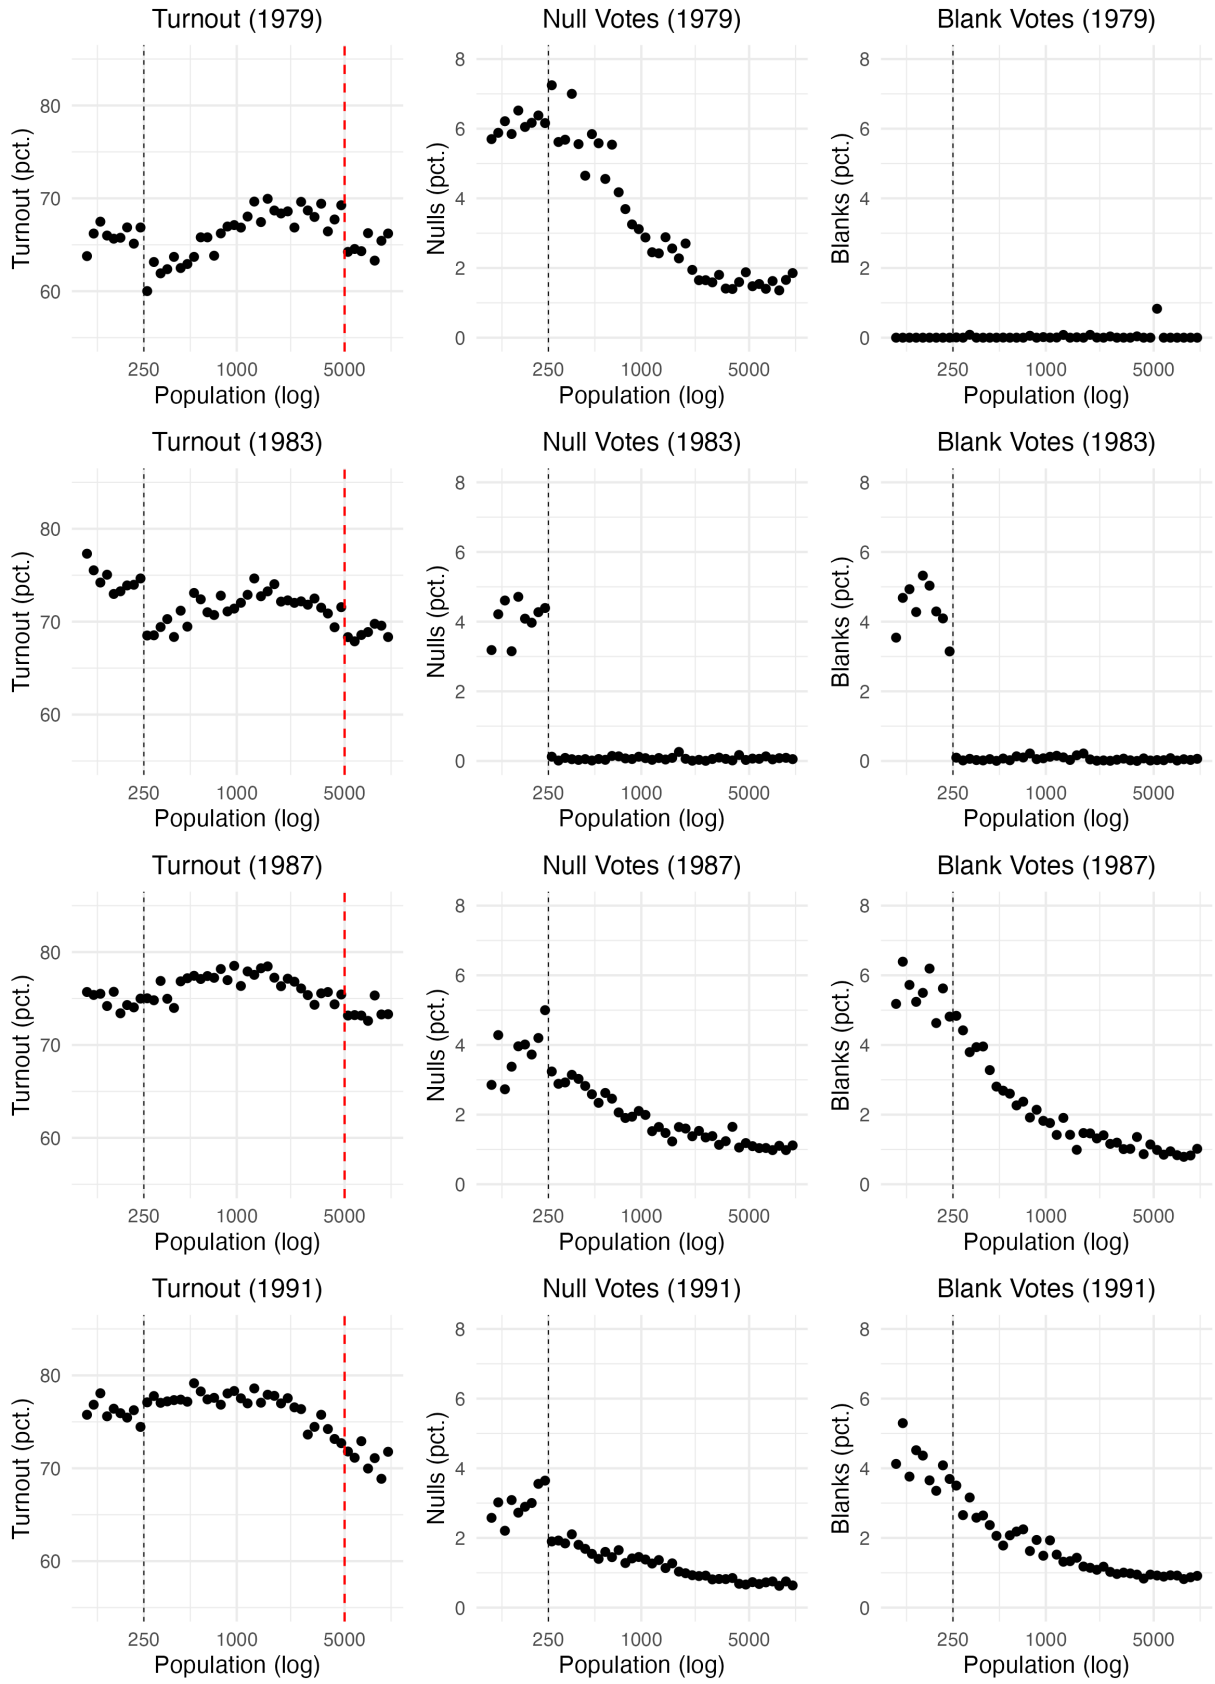 Turnout (1979)
Null Votes (1979)
Blank Votes (1979)
Turnout (pct.)
80
70
60
250
1000
5000
Population (log)
Nulls (pct.)
8
6
4
2
0
250
1000
5000
Population (log)
Blanks (pct.)
8
6
4
2
0
250
1000
5000
Population (log)
Turnout (1983)
Null Votes (1983)
Blank Votes (1983)
Turnout (pct.)
80
70
60
250
1000
5000
Population (log)
Nulls (pct.)
8
6
4
2
0
250
1000
5000
Population (log)
Blanks (pct.)
8
6
4
2
0
250
1000
5000
Population (log)
Turnout (1987)
Null Votes (1987)
Blank Votes (1987)
Turnout (pct.)
80
70
60
250
1000
5000
Population (log)
Nulls (pct.)
8
6
4
2
0
250
1000
5000
Population (log)
Blanks (pct.)
8
6
4
2
0
250
1000
5000
Population (log)
Turnout (1991)
Null Votes (1991)
Blank Votes (1991)
Turnout (pct.)
80
70
60
250
1000
5000
Population (log)
Nulls (pct.)
8
6
4
2
0
250
1000
5000
Population (log)
Blanks (pct.)
8
6
4
2
0
250
1000
5000
Population (log)